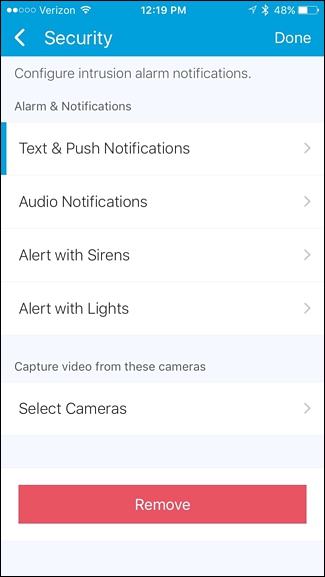 Verizon 12:19 PM 48%
Security Done
Configure intrusion alarm notifications.
Alarm & Notifications
Text & Push Notifications
Audio Notifications
Alert with Sirens
Alert with Lights
Capture video from these cameras
Select Cameras
Remove